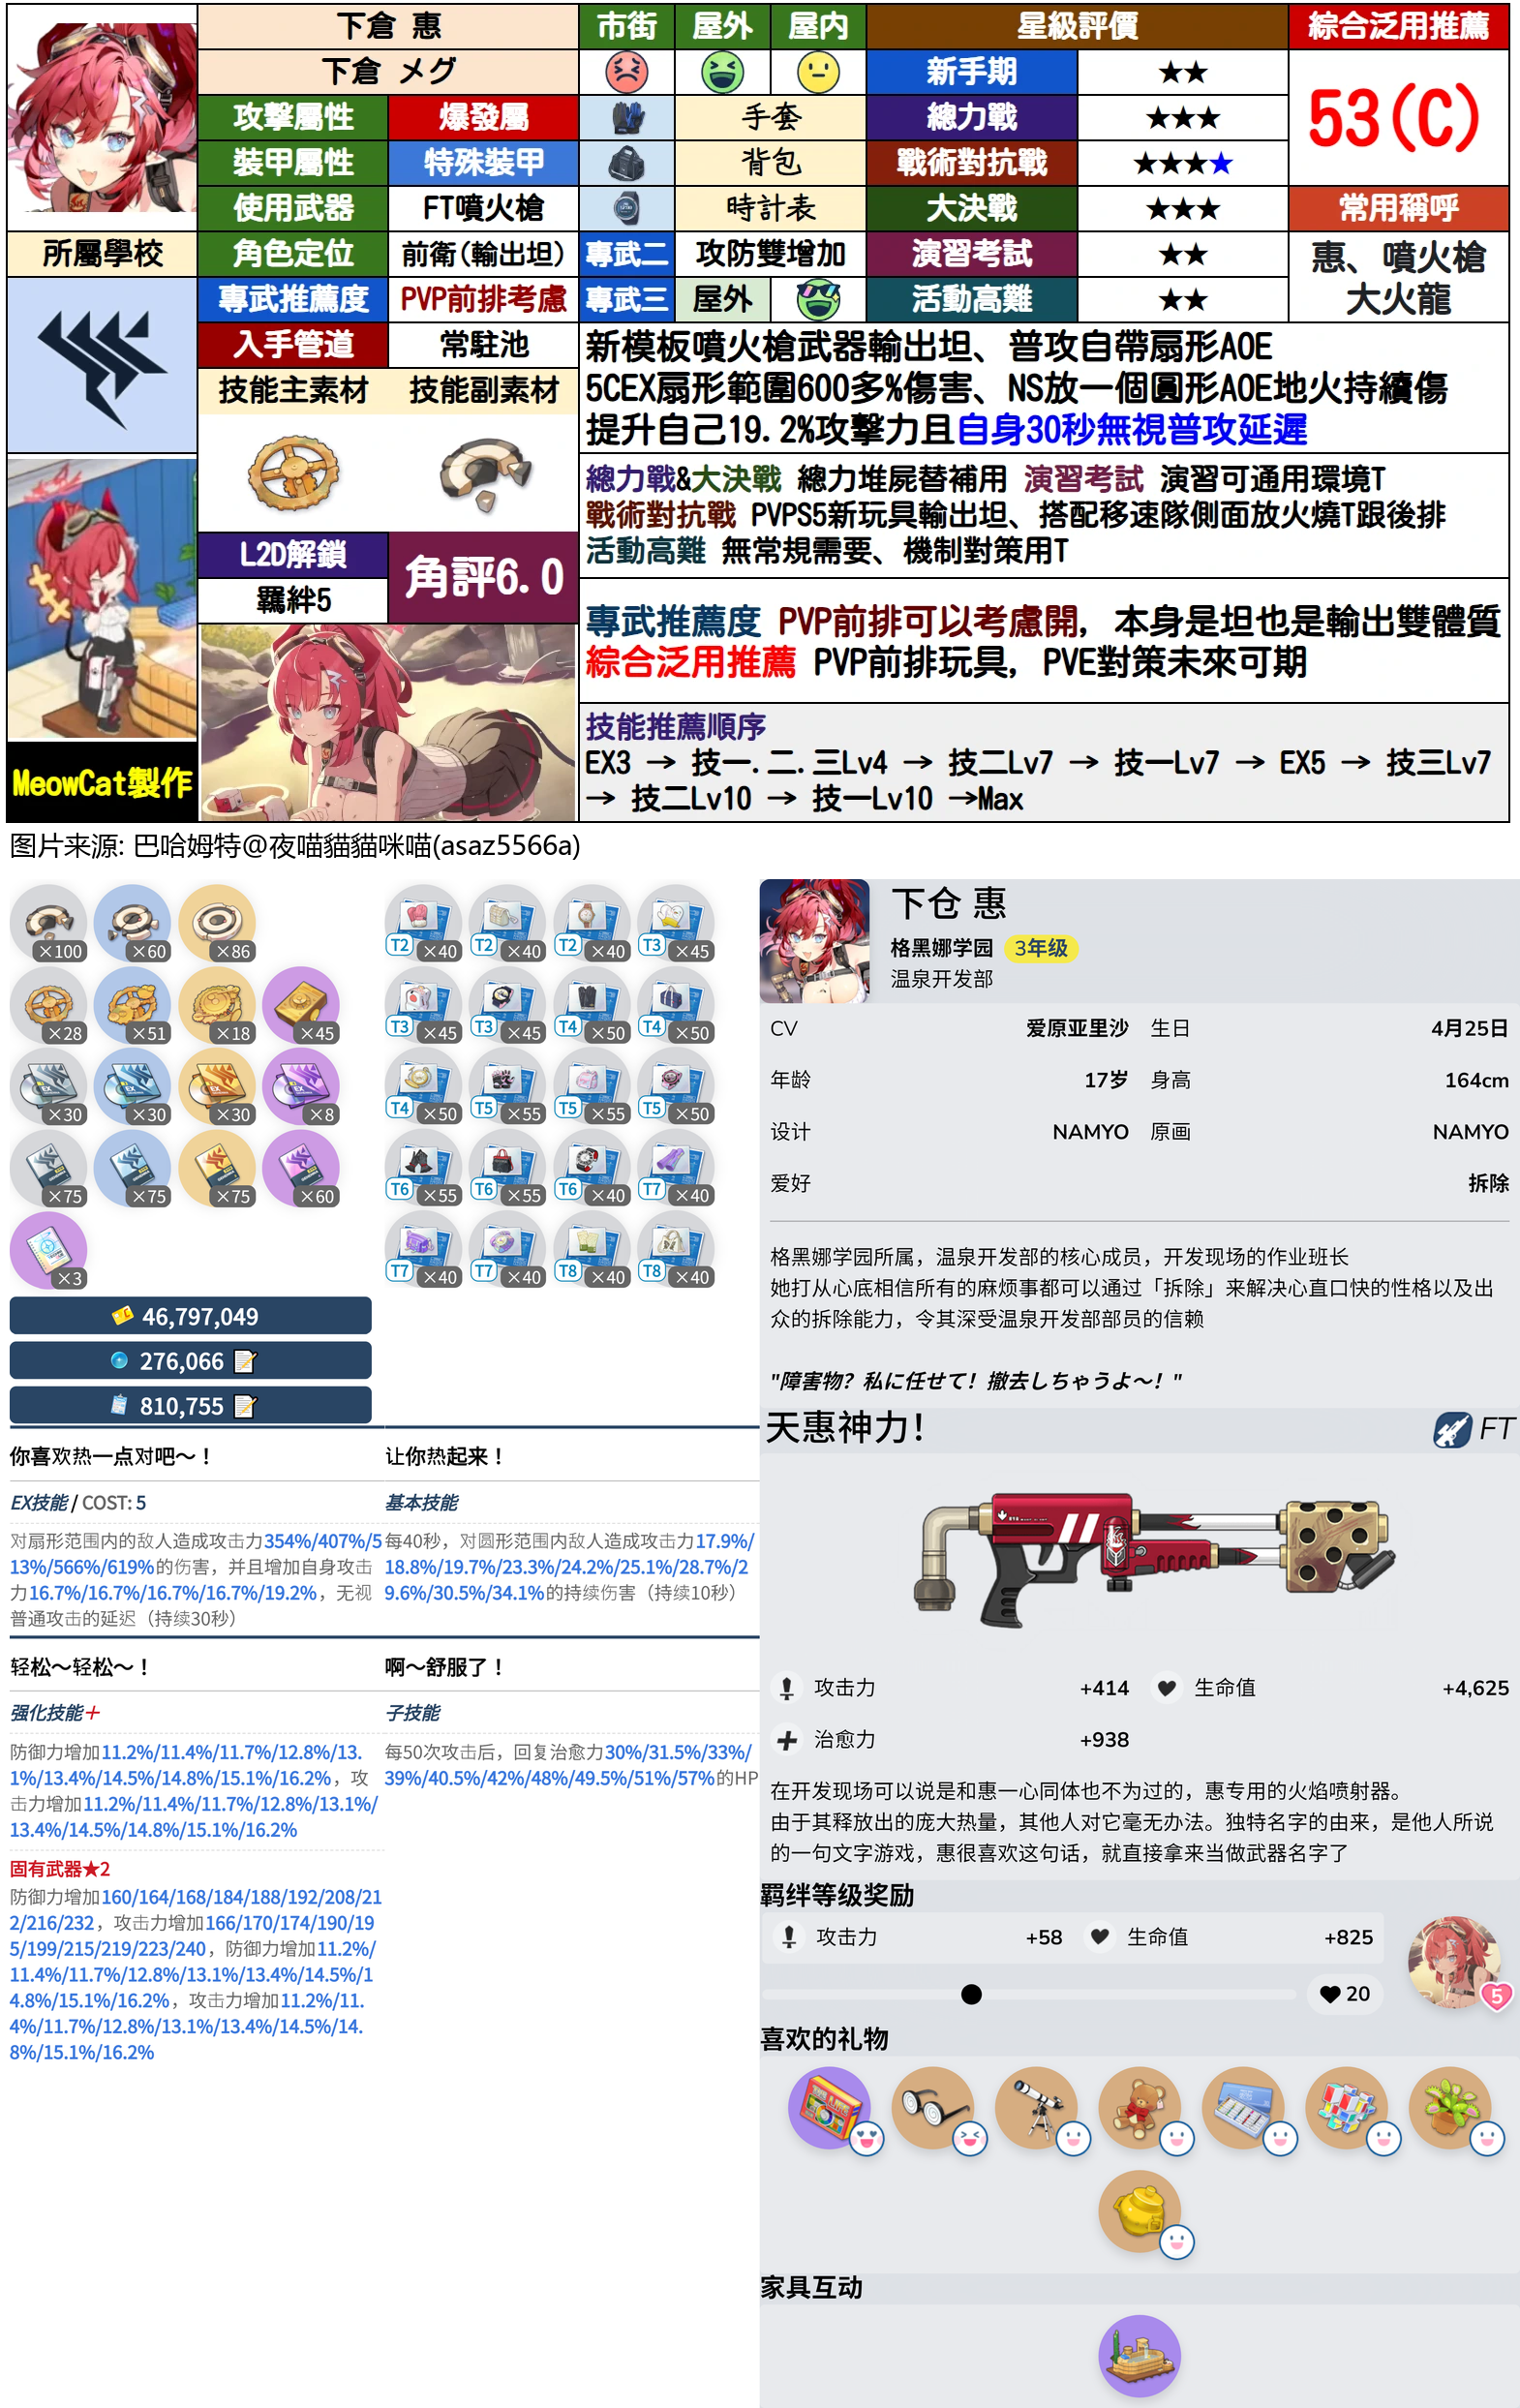 下倉 惠
市街
屋外
屋内
星級評價
綜合泛用推薦
下倉 メグ
新手期
★★
53(C)
攻擊屬性
爆發屬
手套
總力戰
★★★
裝甲屬性
特殊裝甲
背包
戰術對抗戰
★★★★
使用武器
FT噴火槍
時計表
大決戰
★★★
常用稱呼
所屬學校
角色定位
前衛(輸出坦)
專武二
攻防雙增加
演習考試
★★
惠、噴火槍
大火龍
專武推薦度
PVP前排考慮
專武三
屋外
活動高難
★★
入手管道
常駐池
技能主素材
技能副素材
新模板噴火槍武器輸出坦、普攻自帶扇形AOE
5CEX扇形範圍600多%傷害、NS放一個圓形AOE地火持續傷
提升自己19.2%攻擊力且自身30秒無視普攻延遲
總力戰&大決戰 總力堆屍替補用 演習考試 演習可通用環境T
戰術對抗戰 PVPS5新玩具輸出坦、搭配移速隊側面放火燒T跟後排
活動高難 無常規需要、機制對策用T
L2D解鎖
羈絆5
角評6.0
專武推薦度 PVP前排可以考慮開, 本身是坦也是輸出雙體質
綜合泛用推薦 PVP前排玩具, PVE對策未來可期
技能推薦順序
EX3 → 技一.二.三Lv4 → 技二Lv7 → 技一Lv7 → EX5 → 技三Lv7
→ 技二Lv10 → 技一Lv10 →Max
MeowCat製作
图片来源: 巴哈姆特@夜喵貓貓咪喵(asaz5566a)
×100
×60
×86
×28
×51
×18
×45
×30
×30
×30
×8
×75
×75
×75
×60
×3
46,797,049
276,066
810,755
T2 ×40
T2 ×40
T2 ×40
T3 ×45
T3 ×45
T3 ×45
T4 ×50
T4 ×50
T4 ×50
T5 ×55
T5 ×55
T5 ×50
T6 ×55
T6 ×55
T6 ×40
T7 ×40
T7 ×40
T7 ×40
T8 ×40
T8 ×40
你喜欢热一点对吧～！
EX技能 / COST: 5
对扇形范围内的敌人造成攻击力354%/407%/5
13%/566%/619%的伤害，并且增加自身攻击
力16.7%/16.7%/16.7%/16.7%/19.2%，无视
普通攻击的延迟（持续30秒）
让你热起来！
基本技能
每40秒，对圆形范围内敌人造成攻击力17.9%/
18.8%/19.7%/23.3%/24.2%/25.1%/28.7%/2
9.6%/30.5%/34.1%的持续伤害（持续10秒）
轻松～轻松～！
强化技能+
防御力增加11.2%/11.4%/11.7%/12.8%/13.
1%/13.4%/14.5%/14.8%/15.1%/16.2%，攻
击力增加11.2%/11.4%/11.7%/12.8%/13.1%/
13.4%/14.5%/14.8%/15.1%/16.2%
固有武器★2
防御力增加160/164/168/184/188/192/208/21
2/216/232，攻击力增加166/170/174/190/19
5/199/215/219/223/240，防御力增加11.2%/
11.4%/11.7%/12.8%/13.1%/13.4%/14.5%/1
4.8%/15.1%/16.2%，攻击力增加11.2%/11.
4%/11.7%/12.8%/13.1%/13.4%/14.5%/14.
8%/15.1%/16.2%
啊～舒服了！
子技能
每50次攻击后，回复治愈力30%/31.5%/33%/
39%/40.5%/42%/48%/49.5%/51%/57%的HP
下仓 惠
格黑娜学园 3年级
温泉开发部
CV 爱原亚里沙 生日 4月25日
年龄 17岁 身高 164cm
设计 NAMYO 原画 NAMYO
爱好 拆除
格黑娜学园所属，温泉开发部的核心成员，开发现场的作业班长
她打从心底相信所有的麻烦事都可以通过「拆除」来解决心直口快的性格以及出
众的拆除能力，令其深受温泉开发部部员的信赖
"障害物？私に任せて！撤去しちゃうよ～！"
天惠神力！
FT
攻击力 +414 生命值 +4,625
治愈力 +938
在开发现场可以说是和惠一心同体也不为过的，惠专用的火焰喷射器。
由于其释放出的庞大热量，其他人对它毫无办法。独特名字的由来，是他人所说
的一句文字游戏，惠很喜欢这句话，就直接拿来当做武器名字了
羁绊等级奖励
攻击力 +58 生命值 +825
20
5
喜欢的礼物
家具互动